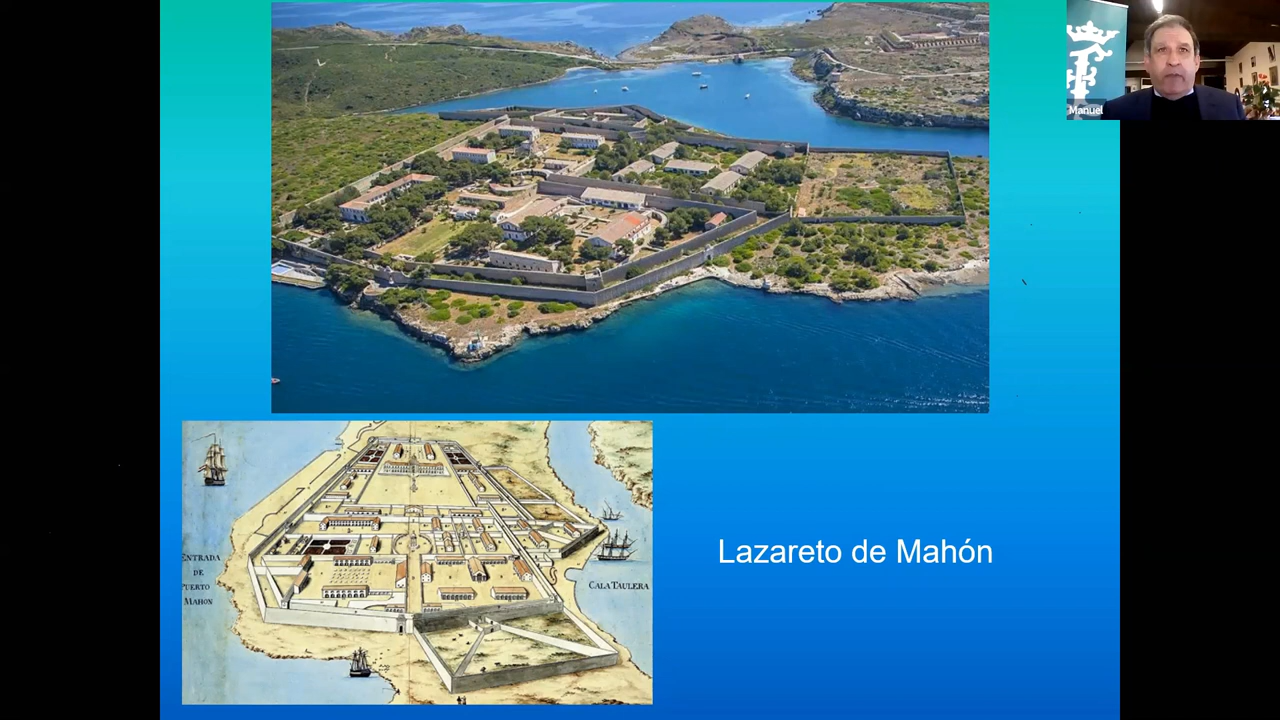 Manuel
ENTRADA
DE
PUERTO
MAHON
CALA TAULERA
Lazareto de Mahón